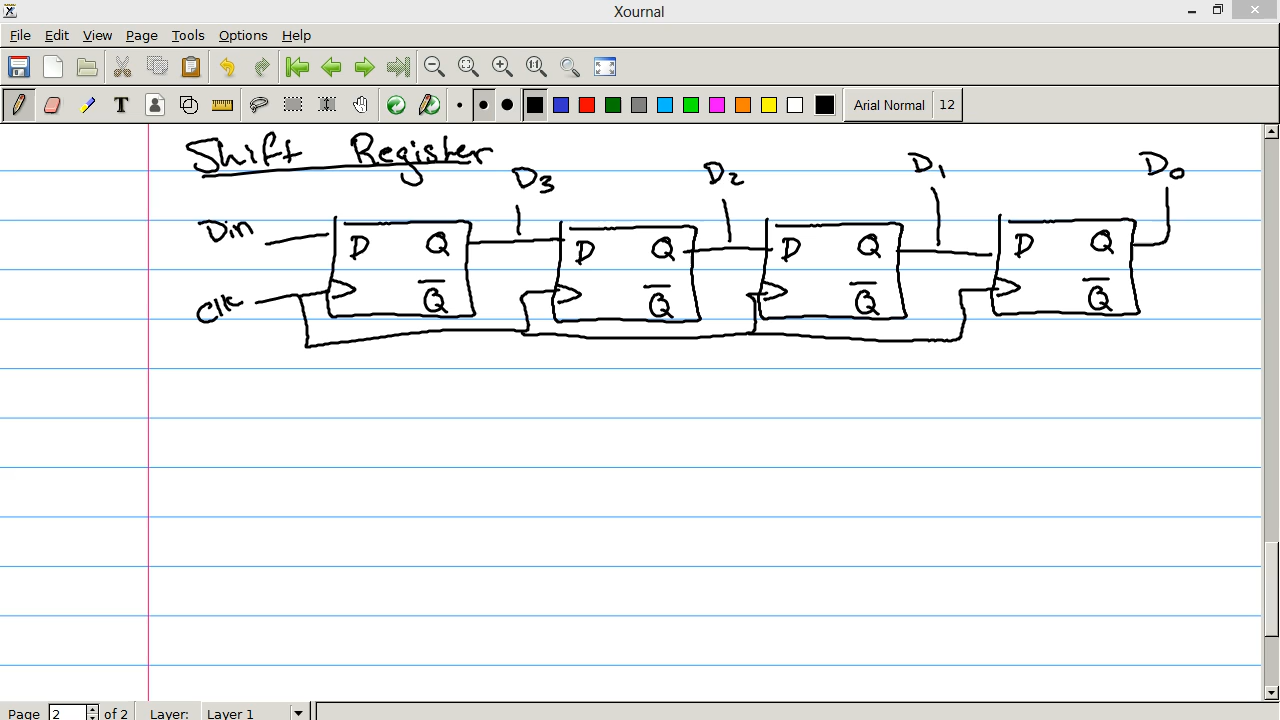 Xournal
File Edit View Page Tools Options Help
T Arial Normal 12
Shift Register
D3 D2 D1 D0
Din D Q D Q D Q D Q
Clk Q̅ Q̅ Q̅ Q̅
Page 2 of 2 Layer: Layer 1